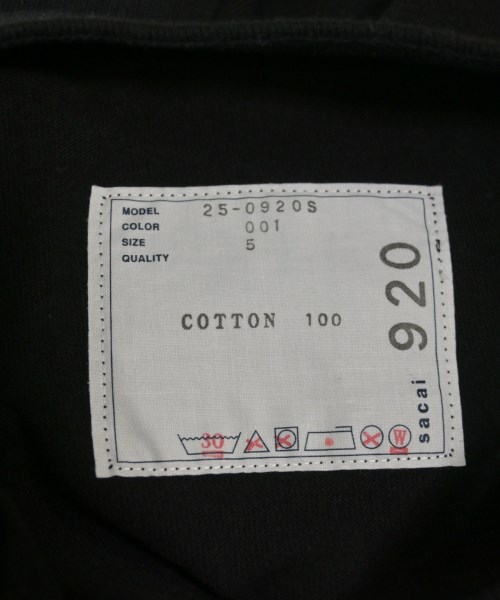 MODEL 25-0920S
COLOR 001
SIZE 5
QUALITY
COTTON 100
30
W
sacai 920